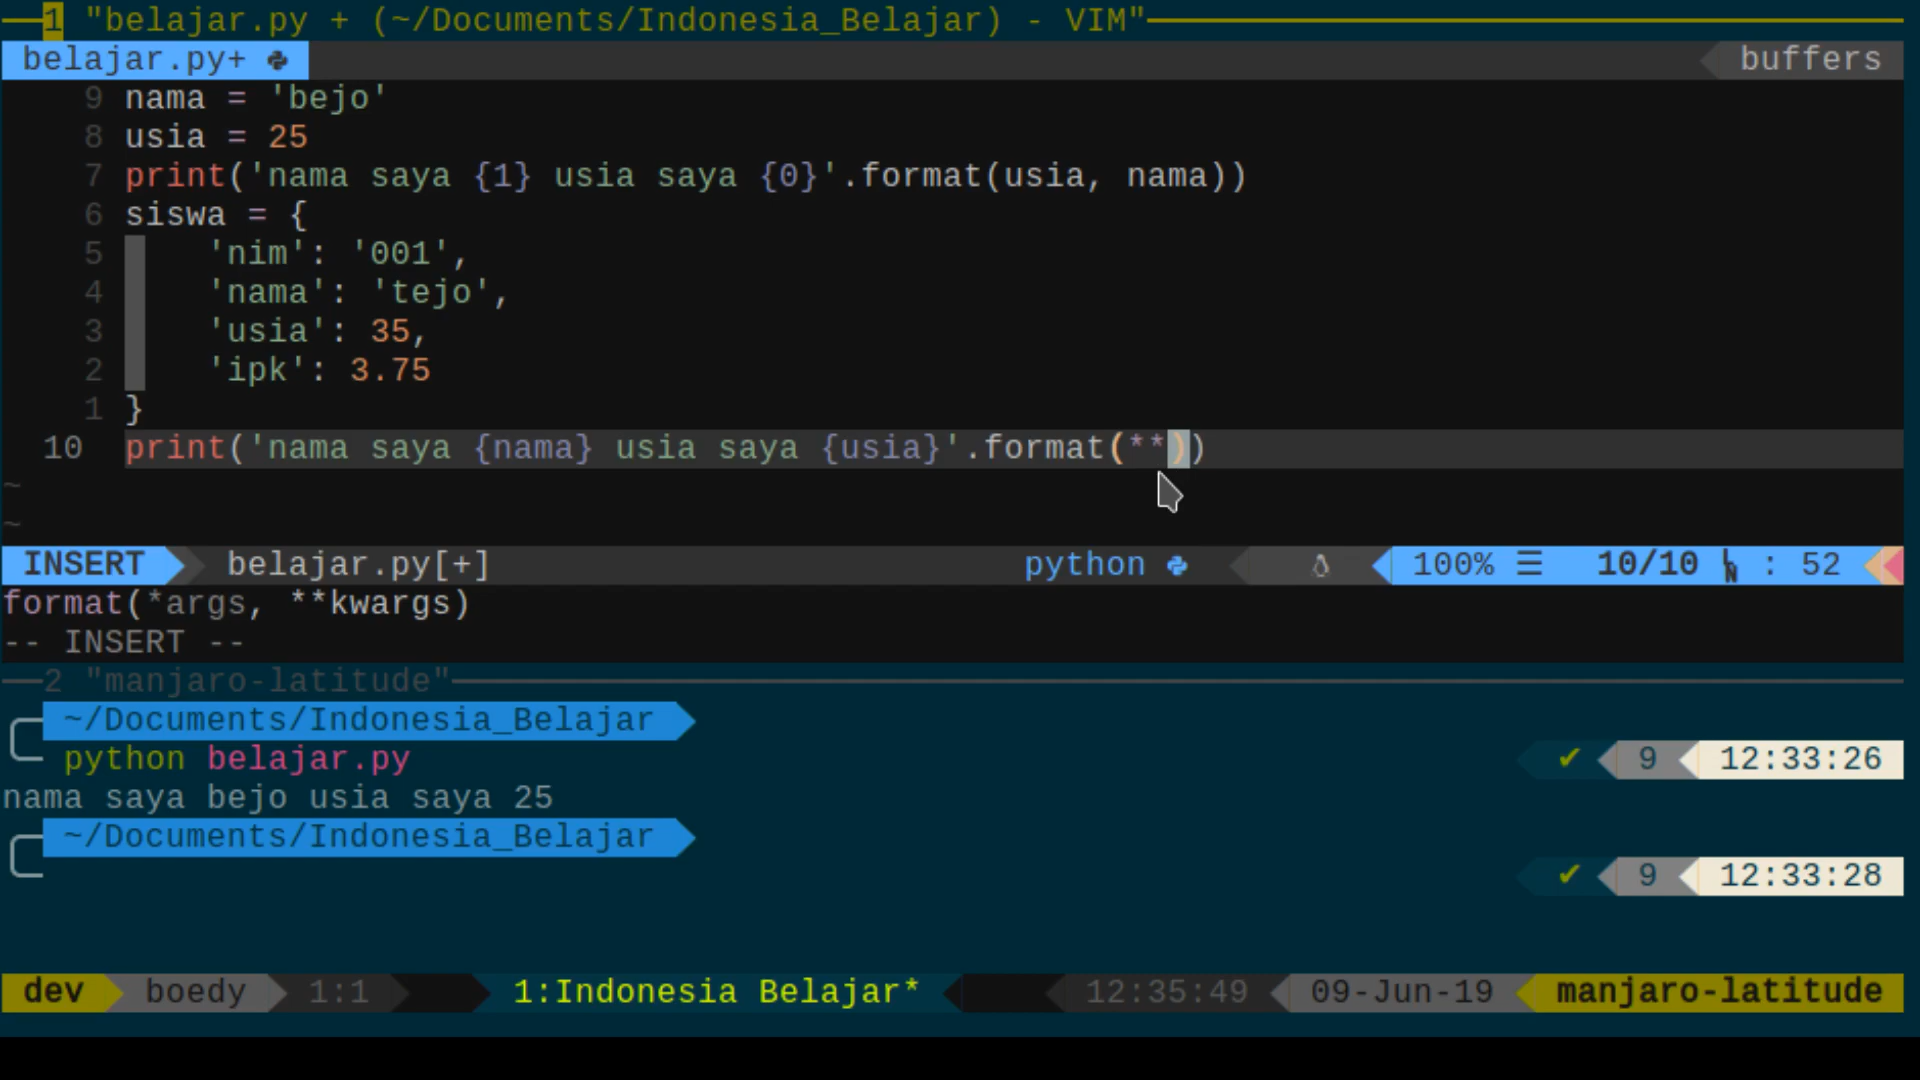 1 "belajar.py + (~/Documents/Indonesia_Belajar) - VIM"
belajar.py+ buffers
9 nama = 'bejo'
8 usia = 25
7 print('nama saya {1} usia saya {0}'.format(usia, nama))
6 siswa = {
5 'nim': '001',
4 'nama': 'tejo',
3 'usia': 35,
2 'ipk': 3.75
1 }
10 print('nama saya {nama} usia saya {usia}'.format(**))
~
~
INSERT belajar.py[+] python 100% ☰ 10/10 : 52
format(*args, **kwargs)
-- INSERT --
2 "manjaro-latitude"
~/Documents/Indonesia_Belajar
python belajar.py ✔ 9 12:33:26
nama saya bejo usia saya 25
~/Documents/Indonesia_Belajar
✔ 9 12:33:28
dev boedy 1:1 1:Indonesia Belajar* 12:35:49 09-Jun-19 manjaro-latitude